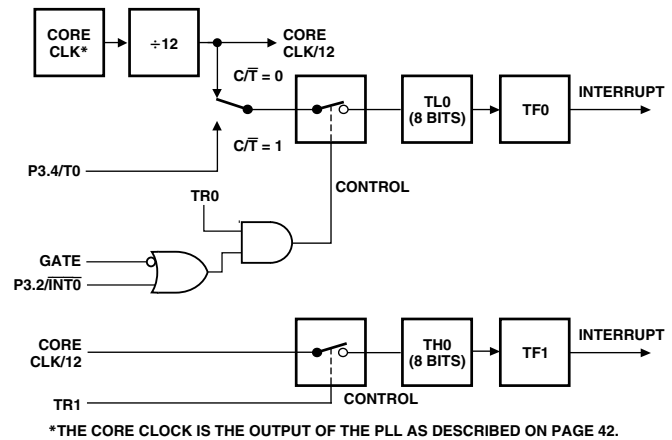 CORE
CLK*
÷12
CORE
CLK/12
C/T̅ = 0
TL0
(8 BITS)
TF0
INTERRUPT
C/T̅ = 1
P3.4/T0
TR0
CONTROL
GATE
P3.2/I̅N̅T̅0̅
CORE
CLK/12
TH0
(8 BITS)
TF1
INTERRUPT
TR1
CONTROL
*THE CORE CLOCK IS THE OUTPUT OF THE PLL AS DESCRIBED ON PAGE 42.